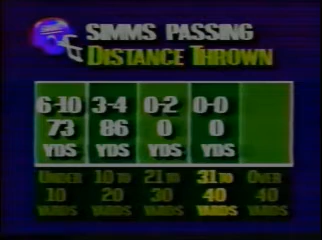 SIMMS PASSING
DISTANCE THROWN
6-10 3-4 0-2 0-0
73 86 0 0
YDS YDS YDS YDS
UNDER 10 TO 21 TO 31 TO OVER
10 20 30 40 40
YARDS YARDS YARDS YARDS YARDS